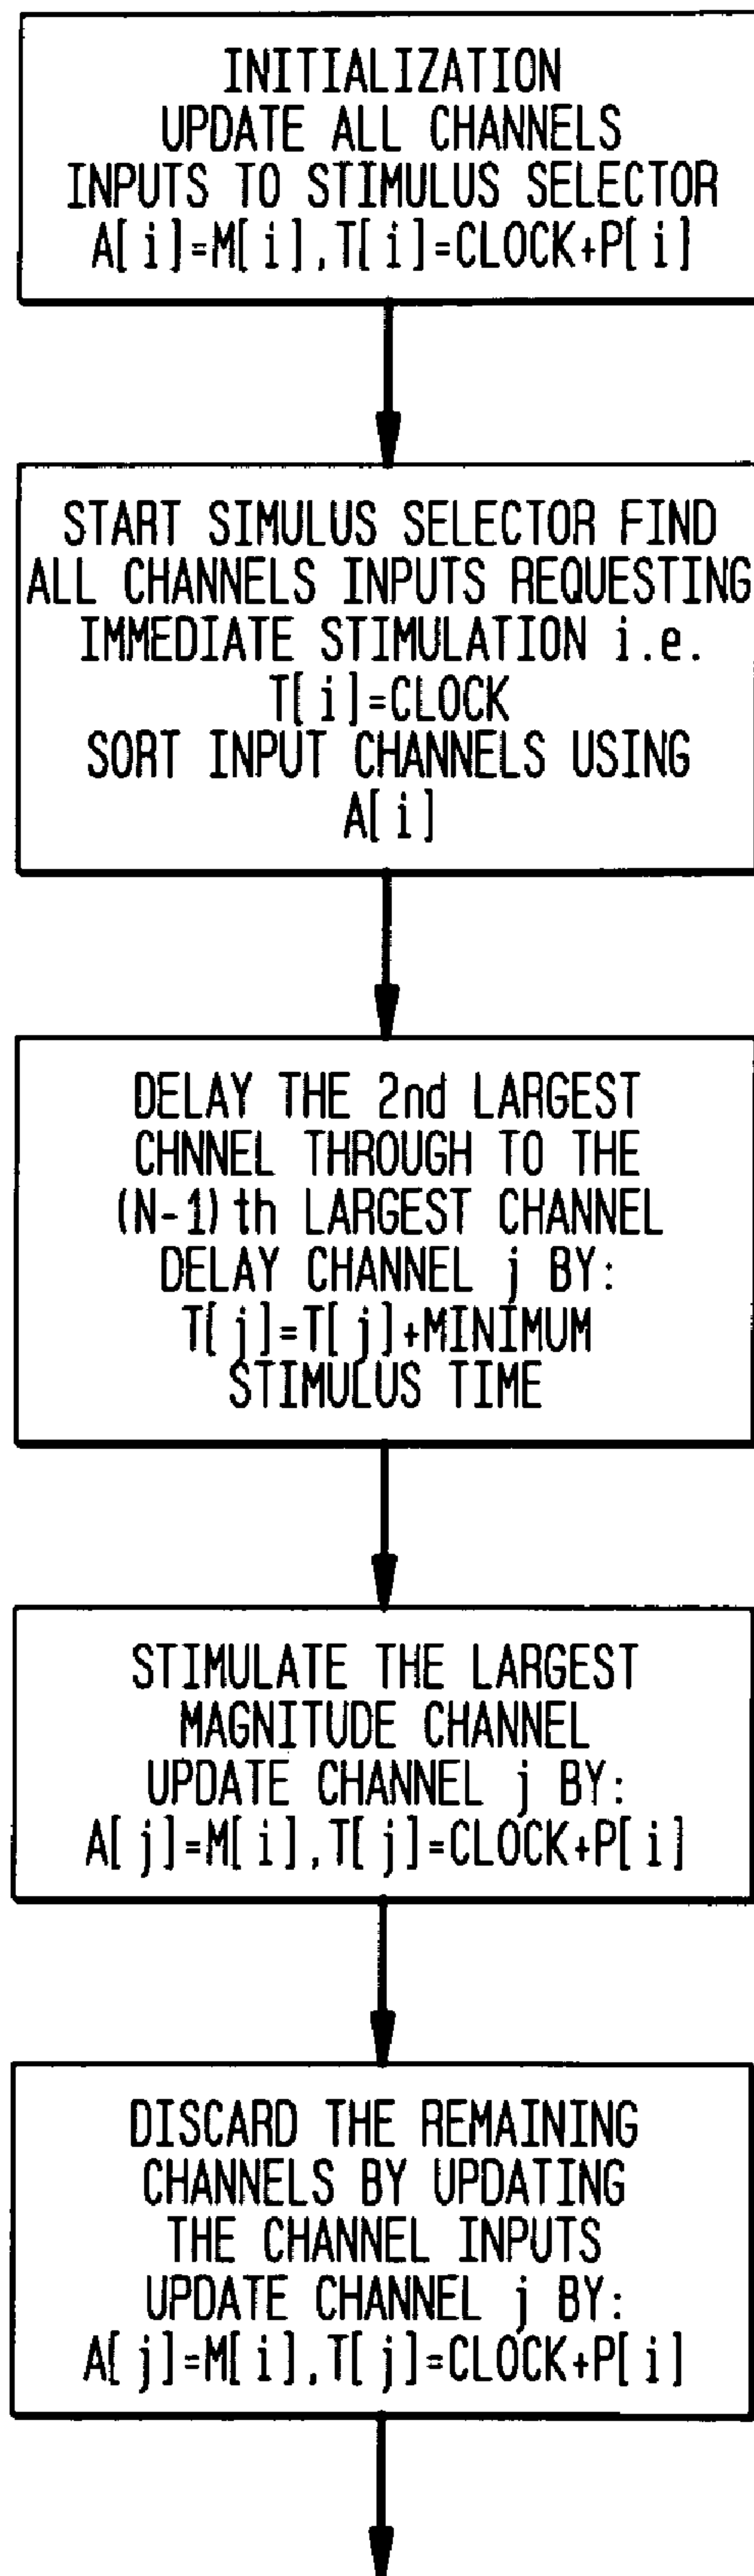 INITIALIZATION
UPDATE ALL CHANNELS
INPUTS TO STIMULUS SELECTOR
A[i]=M[i],T[i]=CLOCK+P[i]
START SIMULUS SELECTOR FIND
ALL CHANNELS INPUTS REQUESTING
IMMEDIATE STIMULATION i.e.
T[i]=CLOCK
SORT INPUT CHANNELS USING
A[i]
DELAY THE 2nd LARGEST
CHNNEL THROUGH TO THE
(N-1)th LARGEST CHANNEL
DELAY CHANNEL j BY:
T[j]=T[j]+MINIMUM
STIMULUS TIME
STIMULATE THE LARGEST
MAGNITUDE CHANNEL
UPDATE CHANNEL j BY:
A[j]=M[i],T[j]=CLOCK+P[i]
DISCARD THE REMAINING
CHANNELS BY UPDATING
THE CHANNEL INPUTS
UPDATE CHANNEL j BY:
A[j]=M[i],T[j]=CLOCK+P[i]